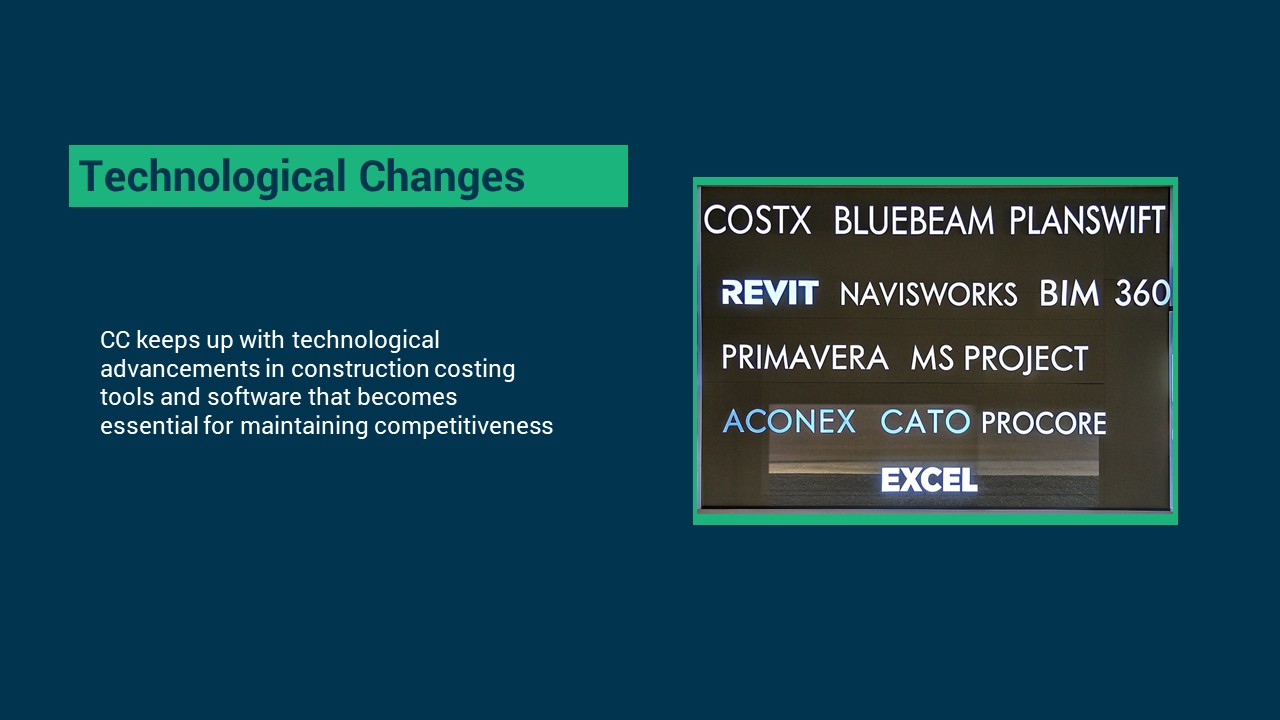 Technological Changes
CC keeps up with technological
advancements in construction costing
tools and software that becomes
essential for maintaining competitiveness
COSTX BLUEBEAM PLANSWIFT
REVIT NAVISWORKS BIM 360
PRIMAVERA MS PROJECT
ACONEX CATO PROCORE
EXCEL